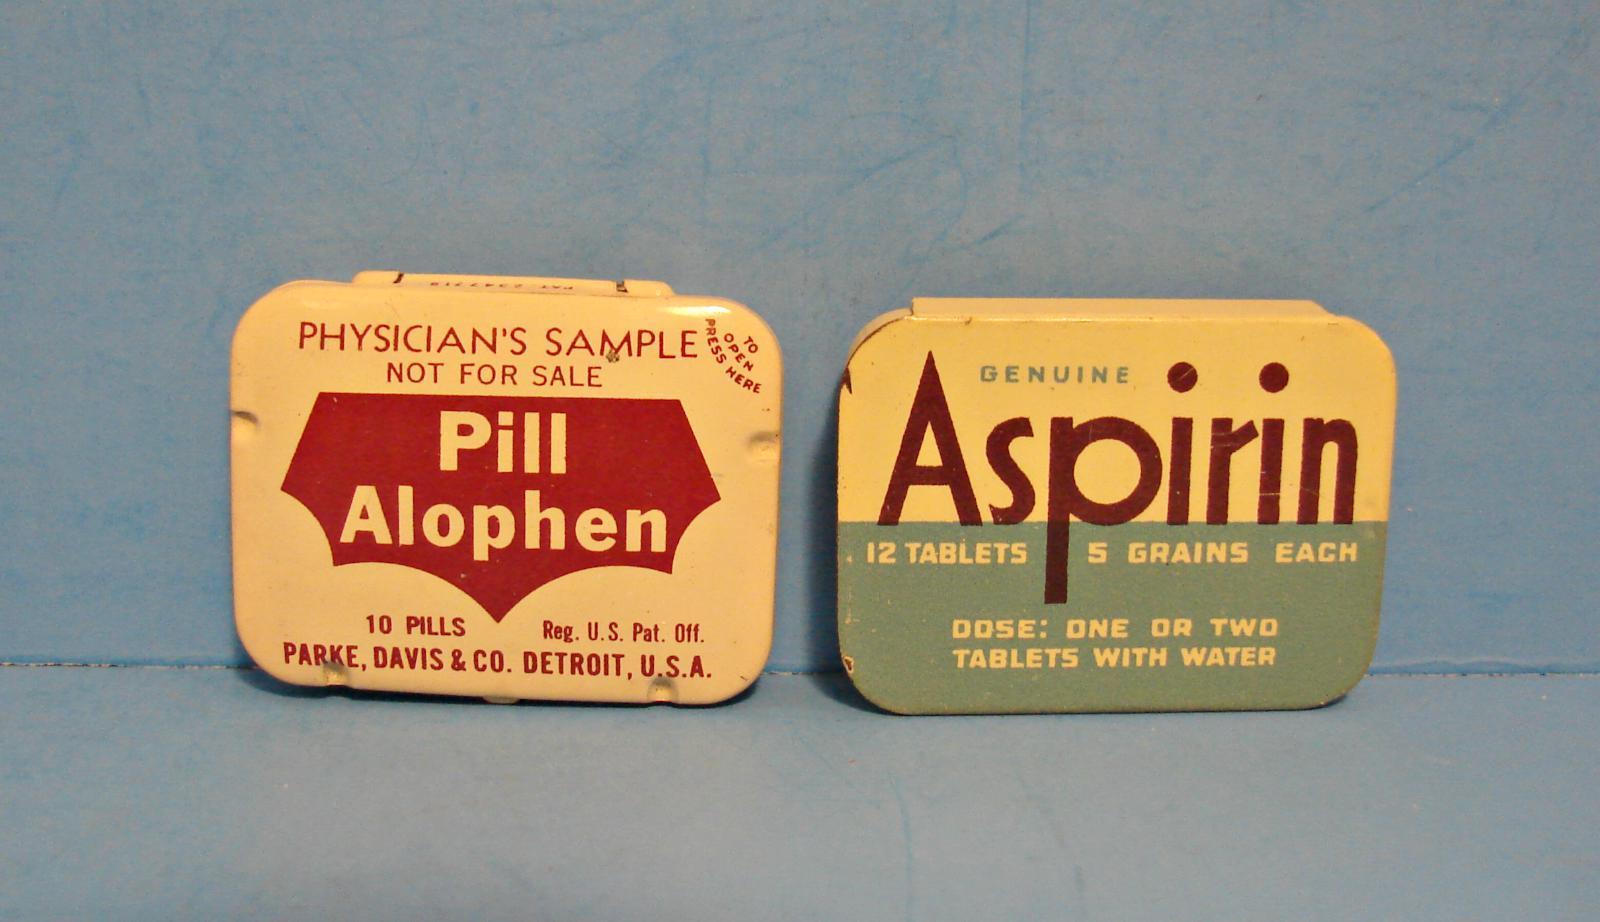 PHYSICIAN'S SAMPLE
NOT FOR SALE
TO
OPEN
PRESS HERE
Pill
Alophen
10 PILLS Reg. U.S. Pat. Off.
PARKE, DAVIS & CO. DETROIT, U.S.A.
GENUINE
Aspirin
12 TABLETS 5 GRAINS EACH
DOSE: ONE OR TWO
TABLETS WITH WATER